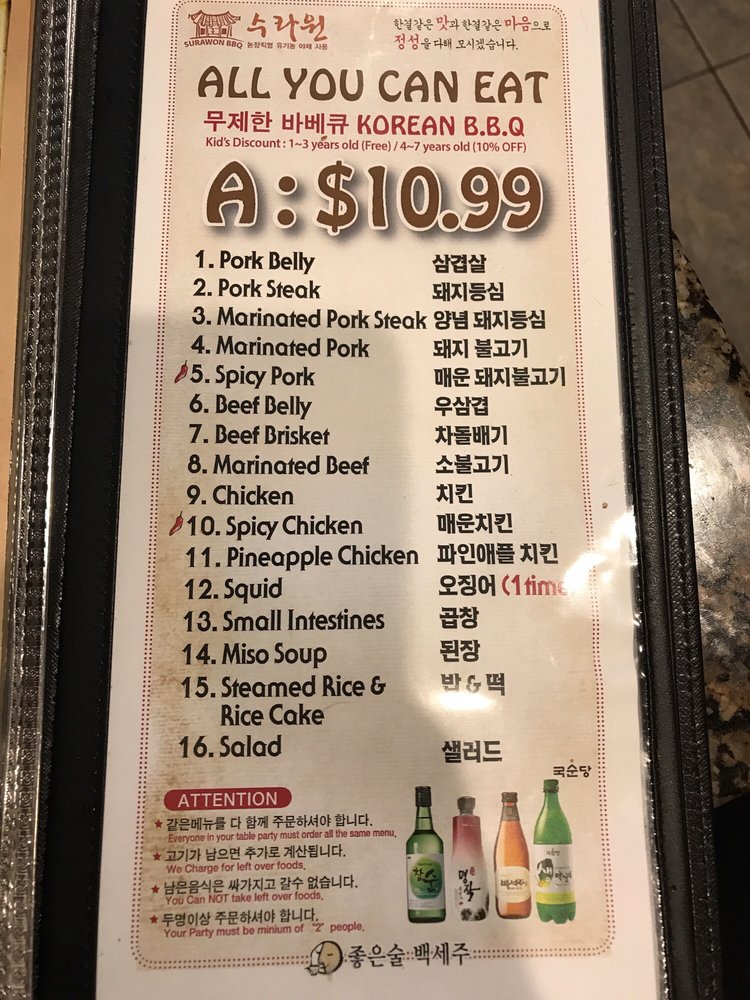 수라원
SURAWON BBQ 농장직영 유기농 야채 사용
한결같은 맛과 한결같은 마음으로
정성을 다해 모시겠습니다.
ALL YOU CAN EAT
무제한 바베큐 KOREAN B.B.Q
Kid's Discount : 1~3 years old (Free) / 4~7 years old (10% OFF)
A : $10.99
1. Pork Belly 삼겹살
2. Pork Steak 돼지등심
3. Marinated Pork Steak 양념 돼지등심
4. Marinated Pork 돼지 불고기
5. Spicy Pork 매운 돼지불고기
6. Beef Belly 우삼겹
7. Beef Brisket 차돌배기
8. Marinated Beef 소불고기
9. Chicken 치킨
10. Spicy Chicken 매운치킨
11. Pineapple Chicken 파인애플 치킨
12. Squid 오징어 (1time
13. Small Intestines 곱창
14. Miso Soup 된장
15. Steamed Rice & 밥 & 떡
Rice Cake
16. Salad 샐러드
국순당
ATTENTION
★ 같은메뉴를 다 함께 주문하셔야 합니다.
Everyone in your table party must order all the same menu.
★ 고기가 남으면 추가로 계산됩니다.
We Charge for left over foods.
★ 남은음식은 싸가지고 갈수 없습니다.
You Can NOT take left over foods.
★ 두명이상 주문하셔야 합니다.
Your Party must be minium of "2" people.
명작
좋은술 백세주